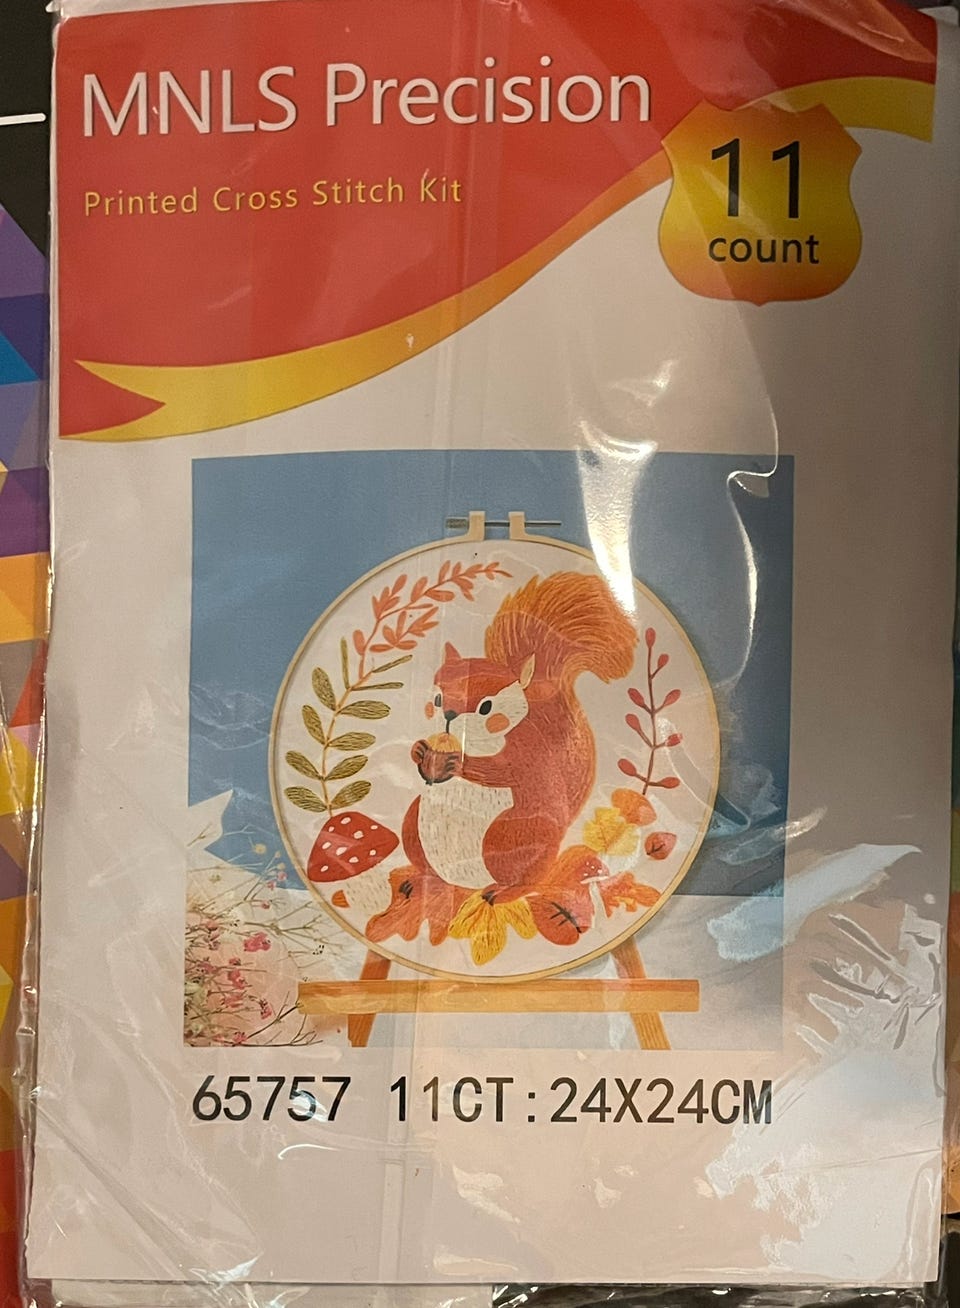 MNLS Precision
Printed Cross Stitch Kit
11
count
65757 11CT:24X24CM